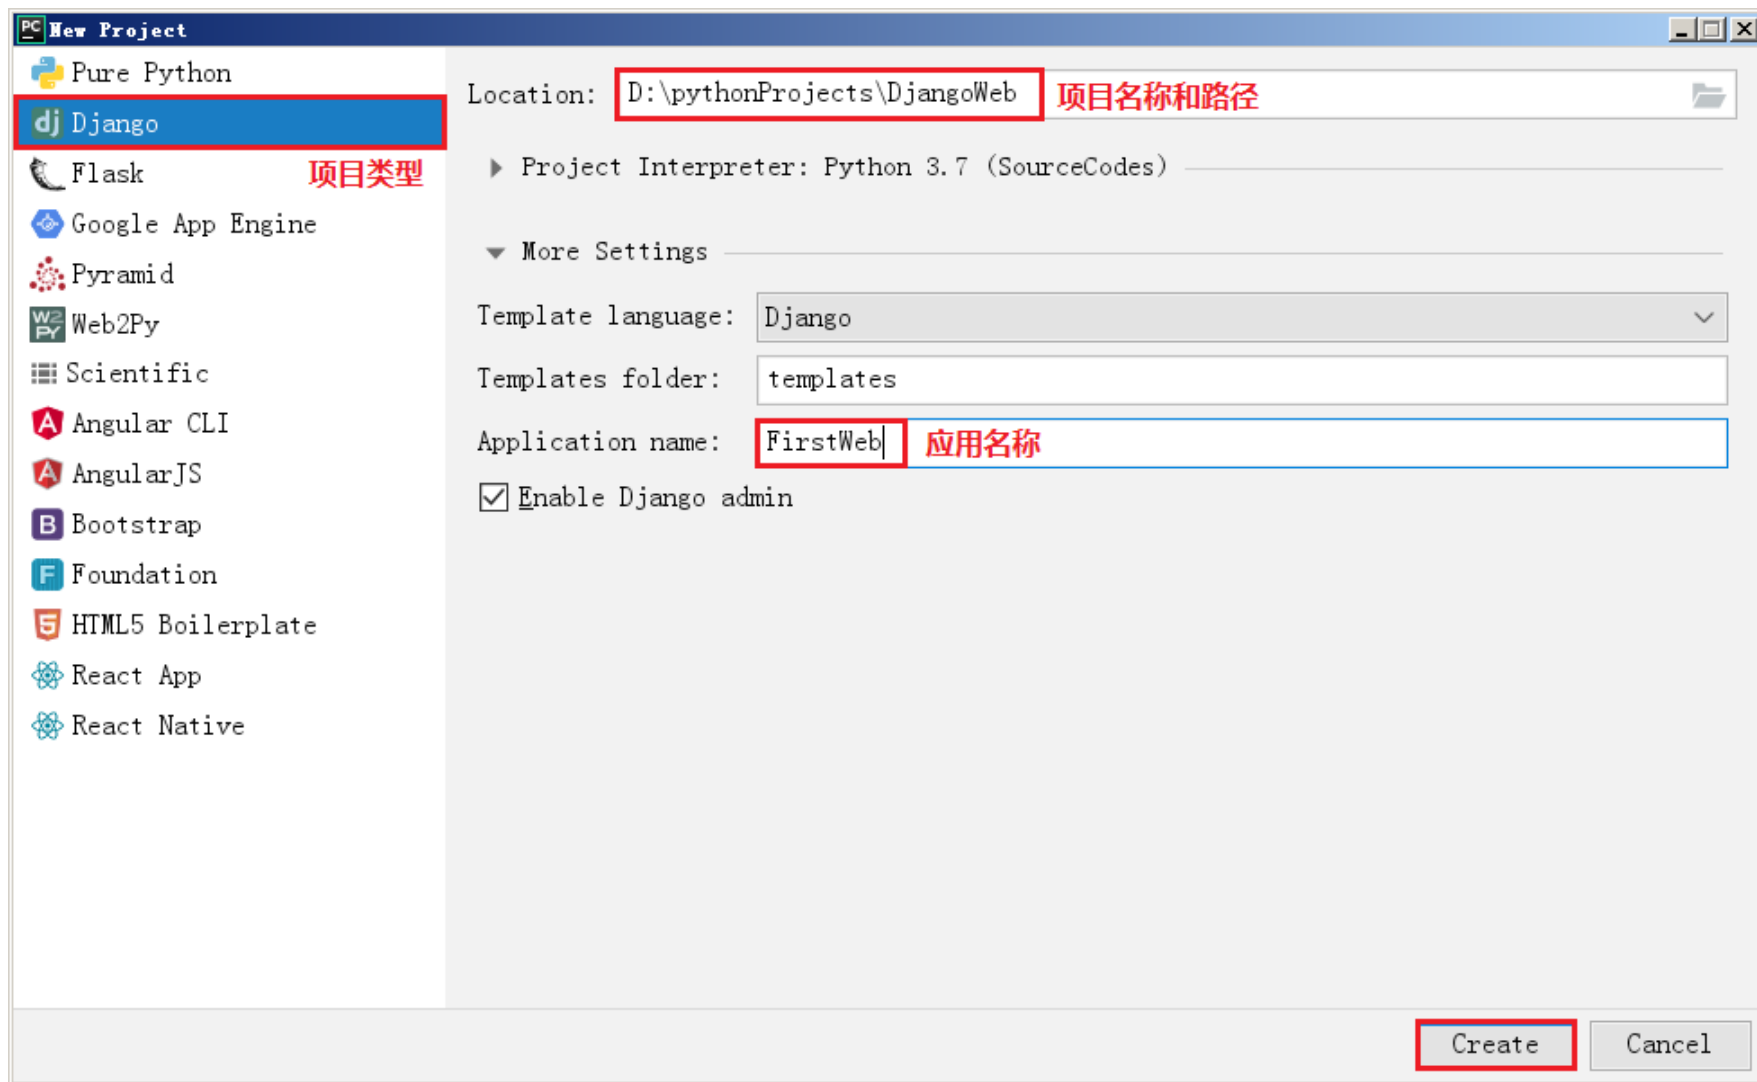 New Project
Pure Python
Django
Flask 项目类型
Google App Engine
Pyramid
Web2Py
Scientific
Angular CLI
AngularJS
Bootstrap
Foundation
HTML5 Boilerplate
React App
React Native
Location: D:\pythonProjects\DjangoWeb 项目名称和路径
Project Interpreter: Python 3.7 (SourceCodes)
More Settings
Template language: Django
Templates folder: templates
Application name: FirstWeb 应用名称
Enable Django admin
Create Cancel